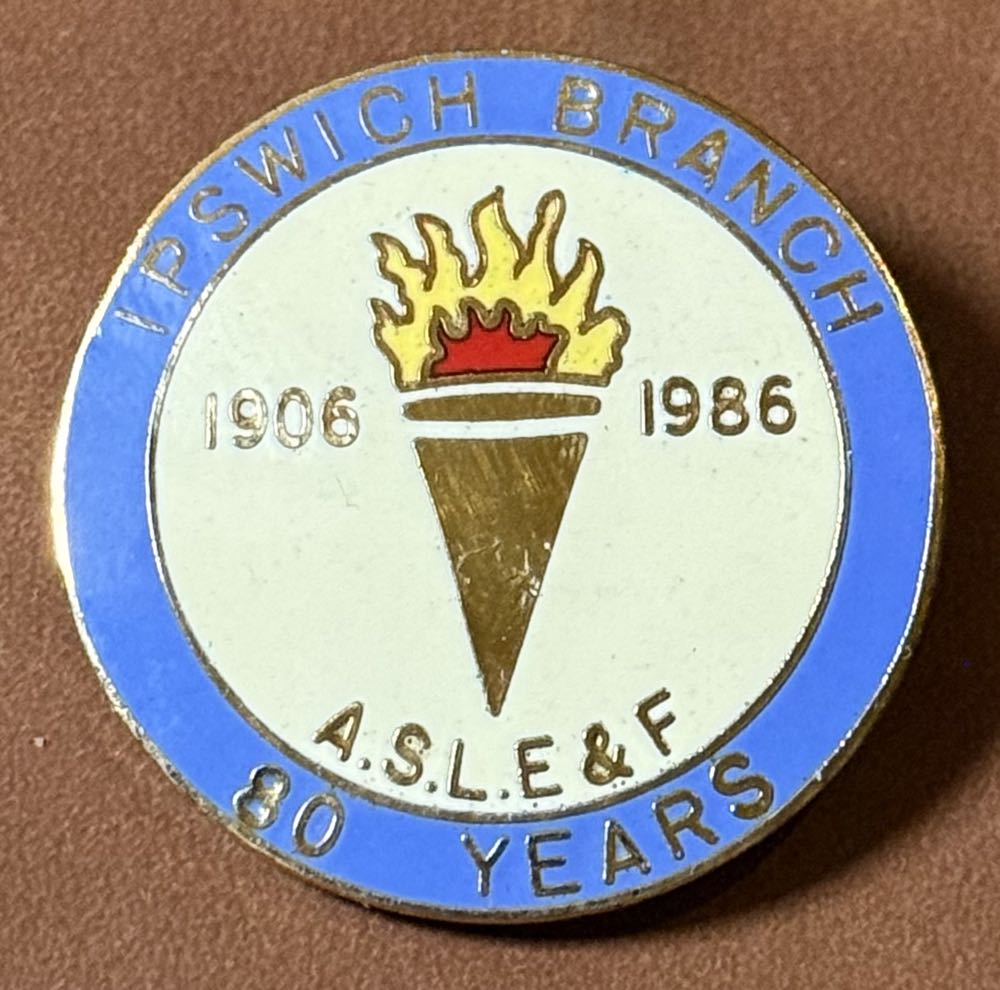 IPSWICH BRANCH
1906
1986
A.S.L.E & F
80 YEARS